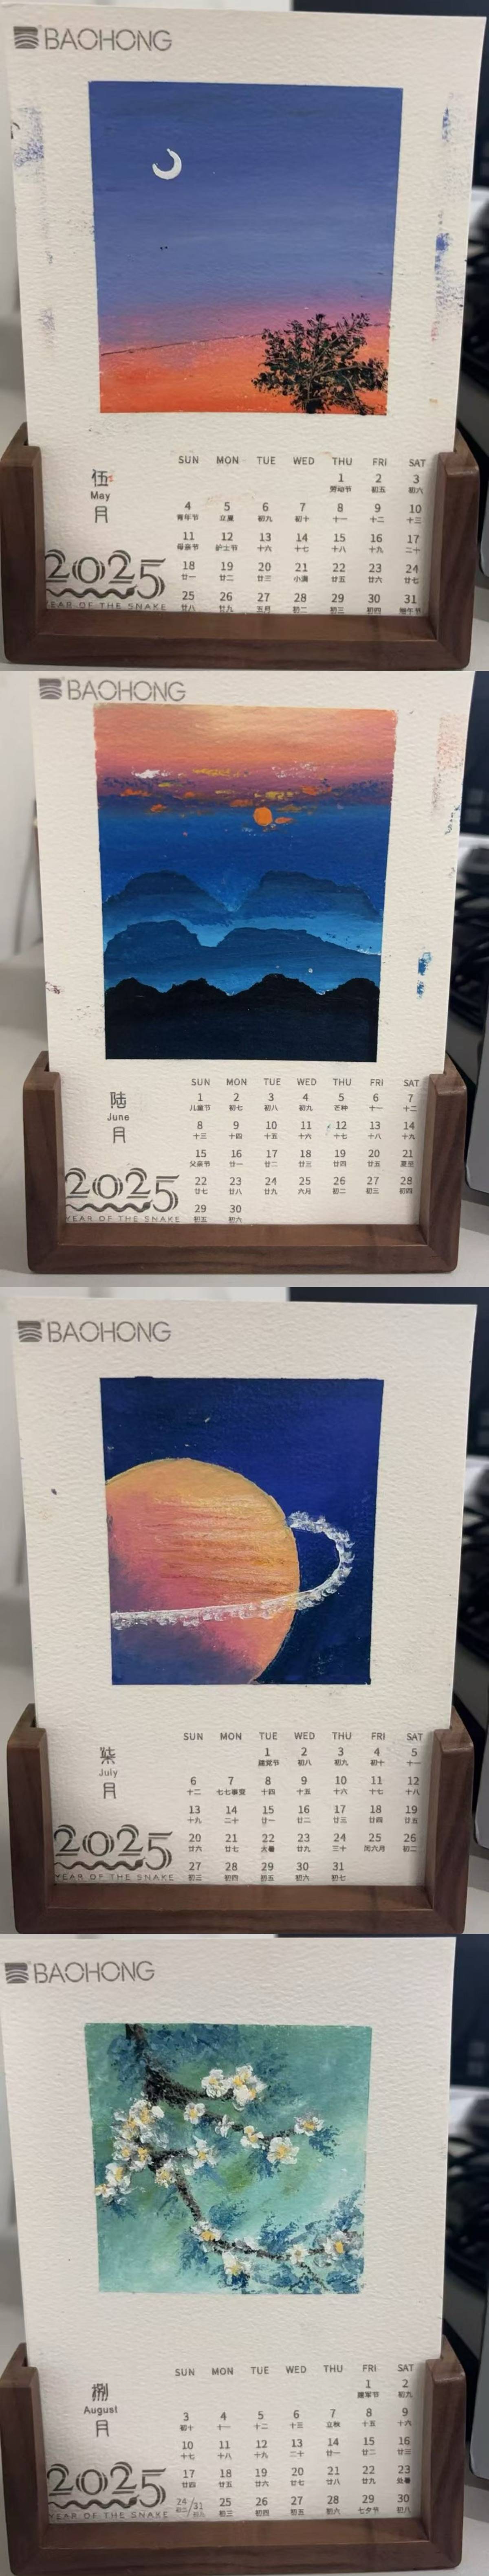 BAOHONG
SUN MON TUE WED THU FRI SAT
伍 1 2 3
May 劳动节 初五 初六
月 4 5 6 7 8 9 10
青年节 立夏 初九 初十 十一 十二 十三
11 12 13 14 15 16 17
母亲节 护士节 十六 十七 十八 十九 二十
2025 18 19 20 21 22 23 24
廿一 廿二 廿三 小满 廿五 廿六 廿七
YEAR OF THE SNAKE 25 26 27 28 29 30 31
廿八 廿九 五月 初二 初三 初四 端午节
BAOHONG
SUN MON TUE WED THU FRI SAT
陆 1 2 3 4 5 6 7
June 儿童节 初七 初八 初九 芒种 十一 十二
月 8 9 10 11 12 13 14
十三 十四 十五 十六 十七 十八 十九
15 16 17 18 19 20 21
父亲节 廿一 廿二 廿三 廿四 廿五 夏至
2025 22 23 24 25 26 27 28
廿七 廿八 廿九 六月 初二 初三 初四
YEAR OF THE SNAKE 29 30
初五 初六
BAOHONG
SUN MON TUE WED THU FRI SAT
柒 1 2 3 4 5
July 建党节 初八 初九 初十 十一
月 6 7 8 9 10 11 12
十二 七七事变 十四 十五 十六 十七 十八
13 14 15 16 17 18 19
十九 二十 廿一 廿二 廿三 廿四 廿五
2025 20 21 22 23 24 25 26
廿六 廿七 大暑 廿九 三十 闰六月 初二
YEAR OF THE SNAKE 27 28 29 30 31
初三 初四 初五 初六 初七
BAOHONG
SUN MON TUE WED THU FRI SAT
捌 1 2
August 建军节 初九
月 3 4 5 6 7 8 9
初十 十一 十二 十三 立秋 十五 十六
10 11 12 13 14 15 16
十七 十八 十九 二十 廿一 廿二 廿三
2025 17 18 19 20 21 22 23
廿四 廿五 廿六 廿七 廿八 廿九 处暑
YEAR OF THE SNAKE 24/31 25 26 27 28 29 30
初三 初四 初五 初六 七夕节 初八